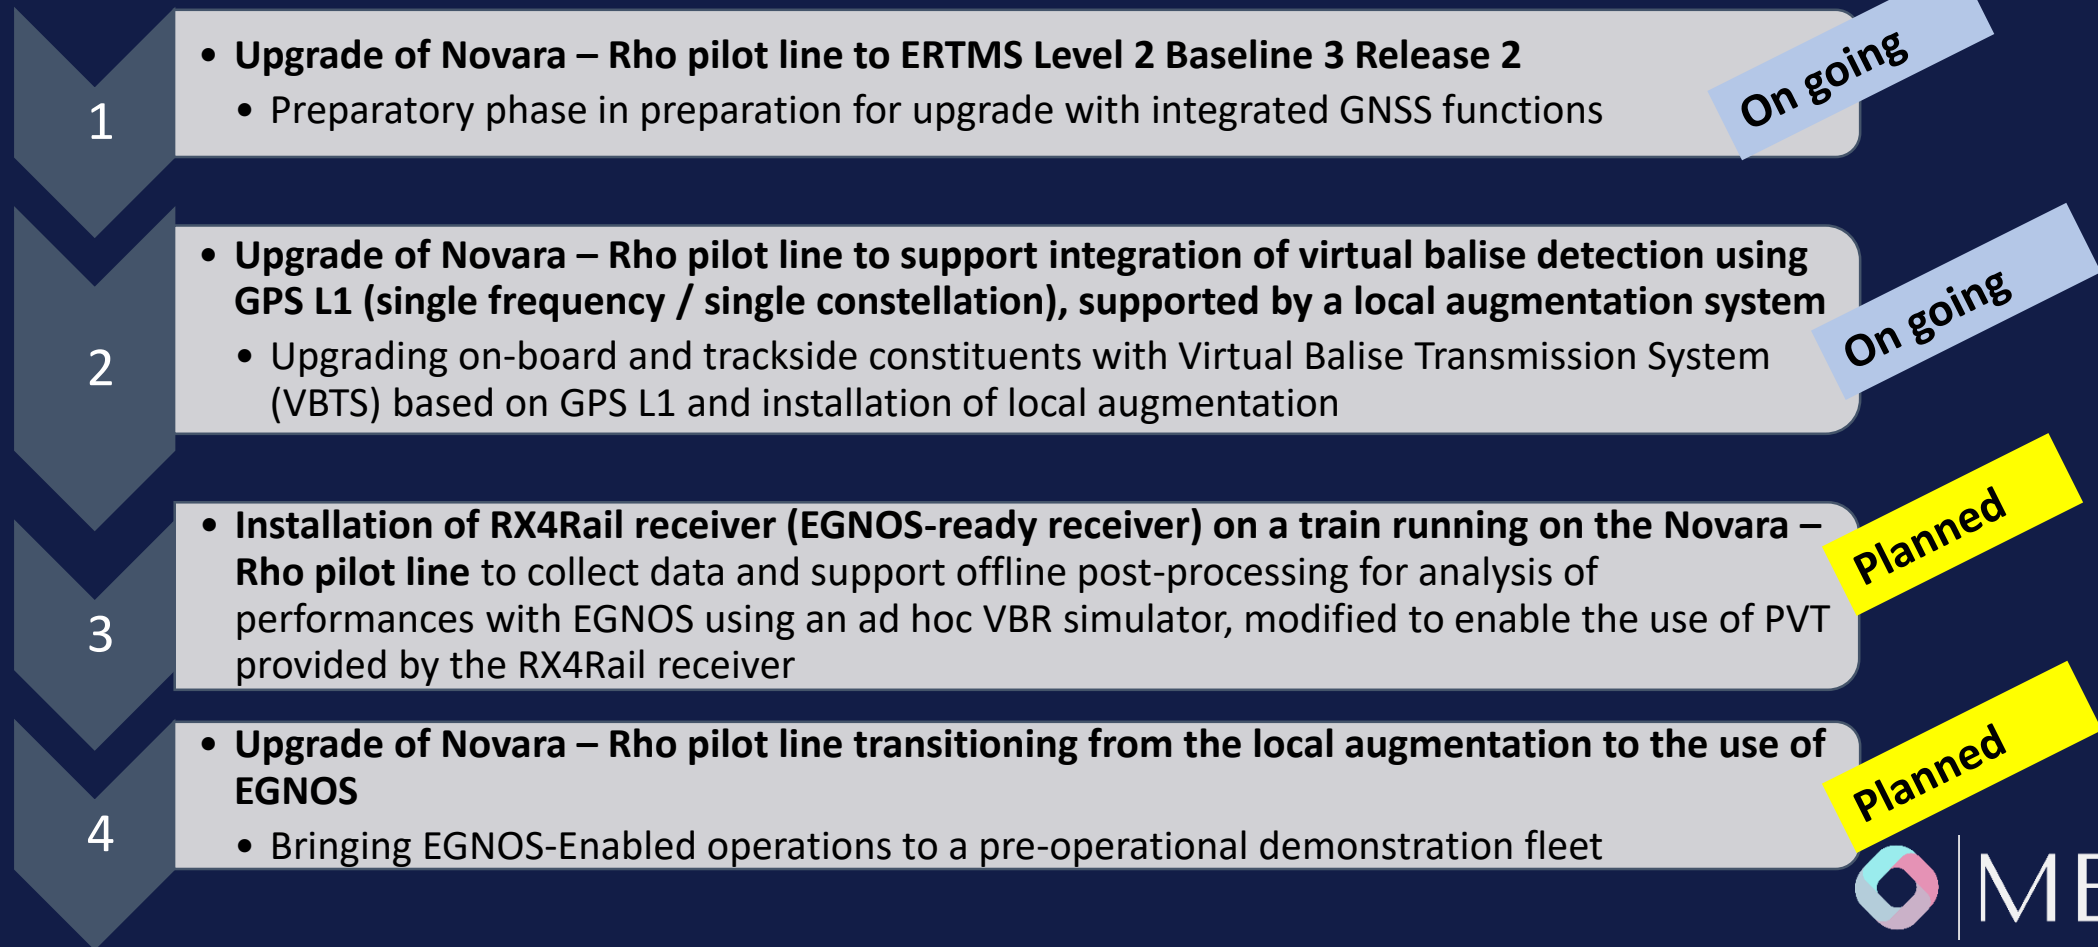 1
• Upgrade of Novara – Rho pilot line to ERTMS Level 2 Baseline 3 Release 2
• Preparatory phase in preparation for upgrade with integrated GNSS functions
On going
2
• Upgrade of Novara – Rho pilot line to support integration of virtual balise detection using
GPS L1 (single frequency / single constellation), supported by a local augmentation system
• Upgrading on-board and trackside constituents with Virtual Balise Transmission System
(VBTS) based on GPS L1 and installation of local augmentation
On going
3
• Installation of RX4Rail receiver (EGNOS-ready receiver) on a train running on the Novara –
Rho pilot line to collect data and support offline post-processing for analysis of
performances with EGNOS using an ad hoc VBR simulator, modified to enable the use of PVT
provided by the RX4Rail receiver
Planned
4
• Upgrade of Novara – Rho pilot line transitioning from the local augmentation to the use of
EGNOS
• Bringing EGNOS-Enabled operations to a pre-operational demonstration fleet
Planned